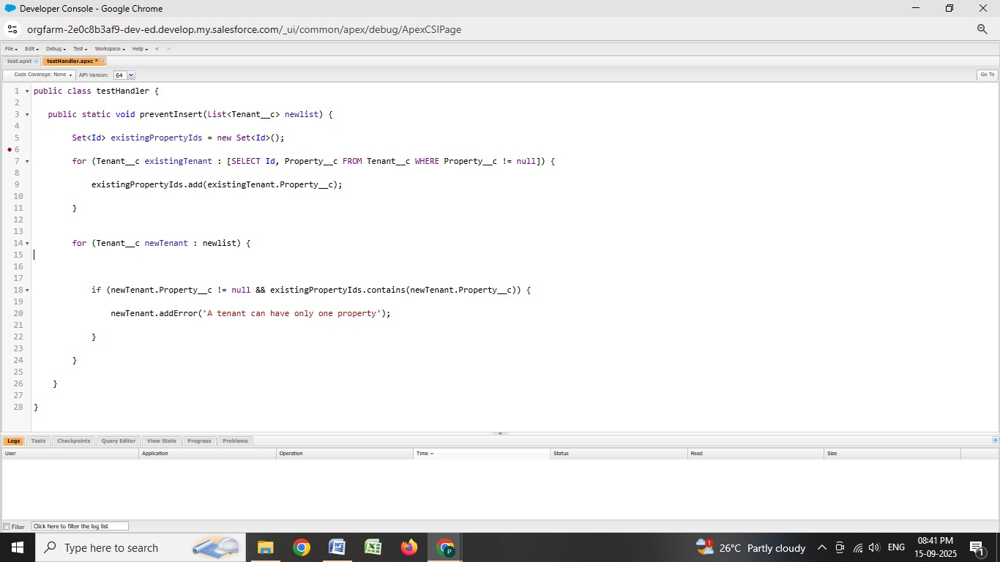 Developer Console - Google Chrome
orgfarm-2e0c8b3af9-dev-ed.develop.my.salesforce.com/_ui/common/apex/debug/ApexCSIPage
File Edit Debug Test Workspace Help < >
test.apxt testHandler.apxc *
Code Coverage: None API Version: 64 Go To
1 public class testHandler {
2
3 public static void preventInsert(List<Tenant__c> newlist) {
4
5 Set<Id> existingPropertyIds = new Set<Id>();
6
7 for (Tenant__c existingTenant : [SELECT Id, Property__c FROM Tenant__c WHERE Property__c != null]) {
8
9 existingPropertyIds.add(existingTenant.Property__c);
10
11 }
12
13
14 for (Tenant__c newTenant : newlist) {
15
16
17
18 if (newTenant.Property__c != null && existingPropertyIds.contains(newTenant.Property__c)) {
19
20 newTenant.addError('A tenant can have only one property');
21
22 }
23
24 }
25
26 }
27
28 }
Logs Tests Checkpoints Query Editor View State Progress Problems
User Application Operation Time Status Read Size
Filter Click here to filter the log list
Type here to search 26°C Partly cloudy ENG 08:41 PM
15-09-2025